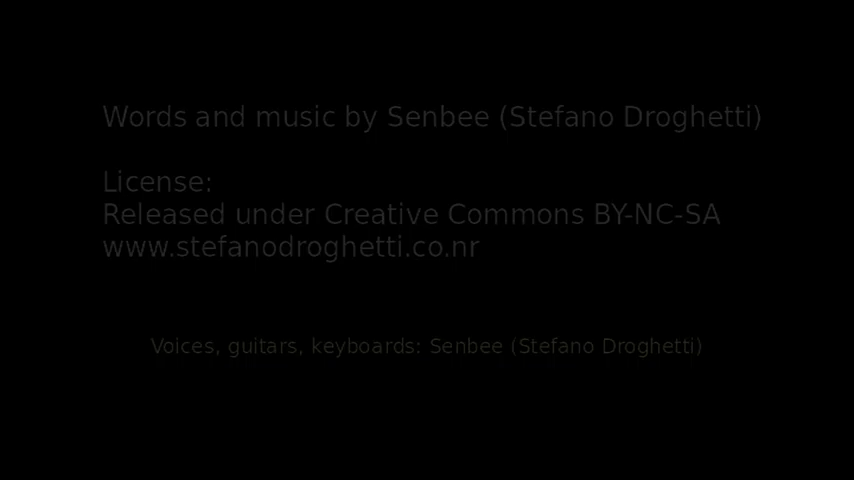 Words and music by Senbee (Stefano Droghetti)
License:
Released under Creative Commons BY-NC-SA
www.stefanodroghetti.co.nr
Voices, guitars, keyboards: Senbee (Stefano Droghetti)